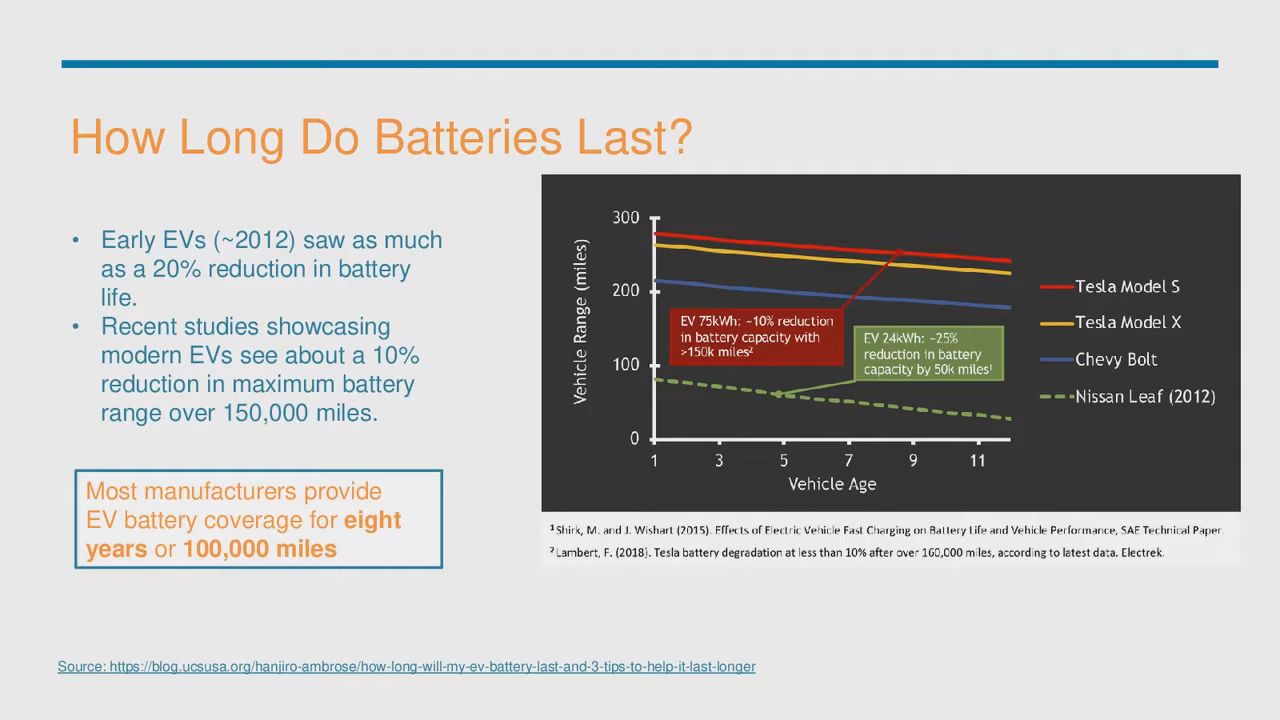 How Long Do Batteries Last?
• Early EVs (~2012) saw as much
as a 20% reduction in battery
life.
• Recent studies showcasing
modern EVs see about a 10%
reduction in maximum battery
range over 150,000 miles.
Most manufacturers provide
EV battery coverage for eight
years or 100,000 miles
Vehicle Range (miles)
300
200
100
0
1 3 5 7 9 11
Vehicle Age
EV 75kWh: ~10% reduction
in battery capacity with
>150k miles²
EV 24kWh: ~25%
reduction in battery
capacity by 50k miles¹
Tesla Model S
Tesla Model X
Chevy Bolt
Nissan Leaf (2012)
¹ Shirk, M. and J. Wishart (2015). Effects of Electric Vehicle Fast Charging on Battery Life and Vehicle Performance, SAE Technical Paper.
² Lambert, F. (2018). Tesla battery degradation at less than 10% after over 160,000 miles, according to latest data. Electrek.
Source: https://blog.ucsusa.org/hanjiro-ambrose/how-long-will-my-ev-battery-last-and-3-tips-to-help-it-last-longer